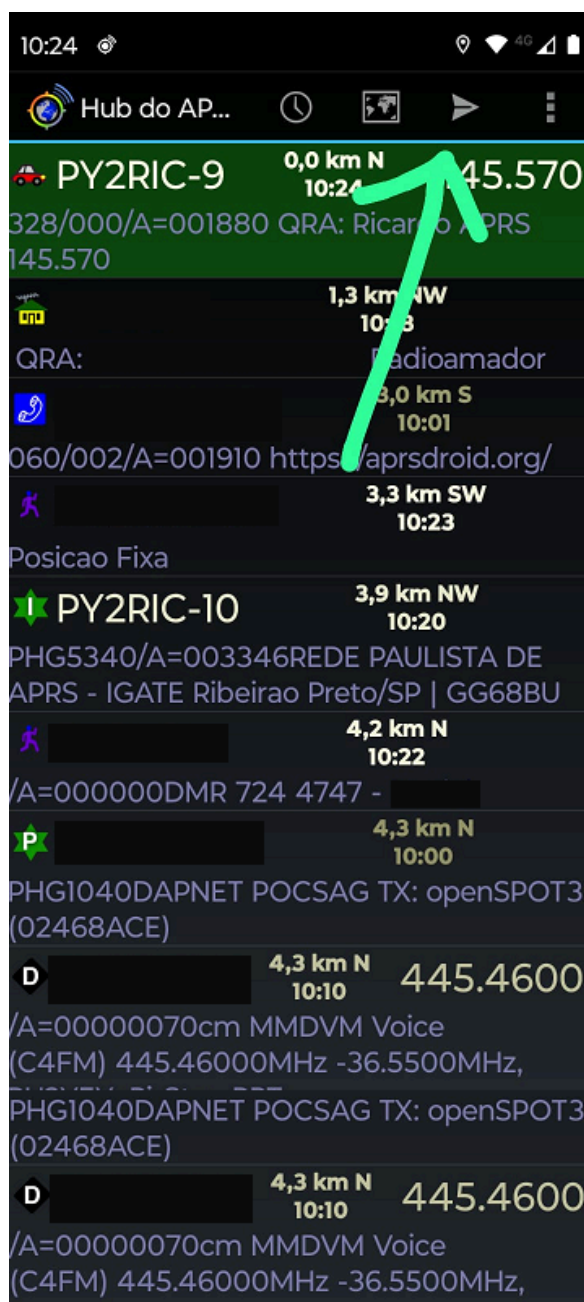 10:24
4G
Hub do AP...
PY2RIC-9
0,0 km N
10:24
145.570
328/000/A=001880 QRA: Ricardo APRS
145.570
1,3 km NW
QRA:
Radioamador
3,0 km S
10:01
060/002/A=001910 https://aprsdroid.org/
3,3 km SW
10:23
Posicao Fixa
I
PY2RIC-10
3,9 km NW
10:20
PHG5340/A=003346REDE PAULISTA DE
APRS - IGATE Ribeirao Preto/SP | GG68BU
4,2 km N
10:22
/A=000000DMR 724 4747 -
P
4,3 km N
10:00
PHG1040DAPNET POCSAG TX: openSPOT3
(02468ACE)
D
4,3 km N
10:10
445.4600
/A=00000070cm MMDVM Voice
(C4FM) 445.46000MHz -36.5500MHz,
PHG1040DAPNET POCSAG TX: openSPOT3
(02468ACE)
D
4,3 km N
10:10
445.4600
/A=00000070cm MMDVM Voice
(C4FM) 445.46000MHz -36.5500MHz,